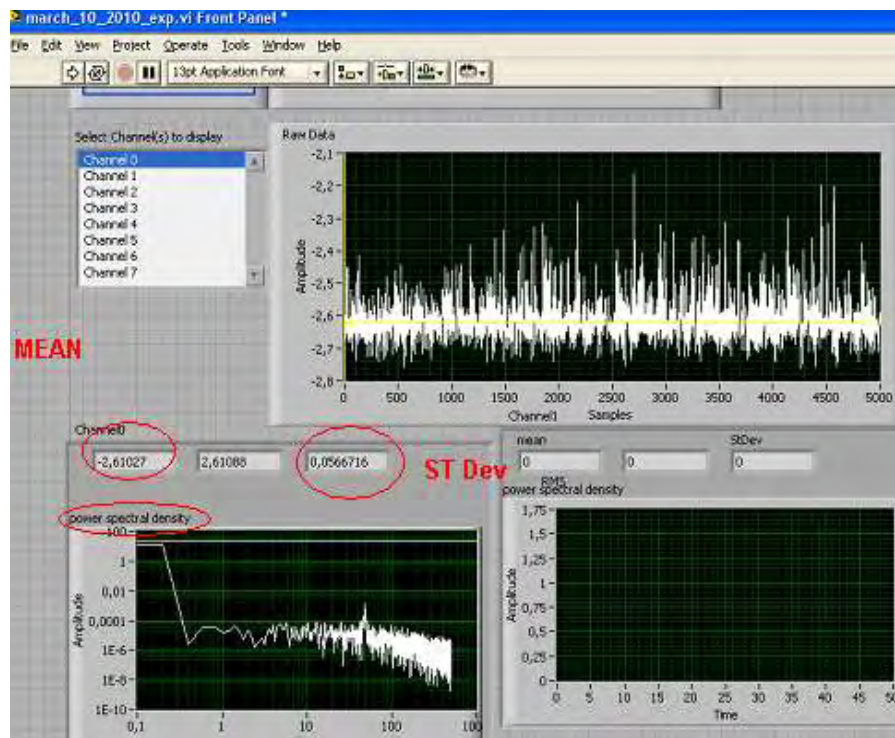 march_10_2010_exp.vi Front Panel *
File Edit View Project Operate Tools Window Help
13pt Application Font
Select Channel(s) to display
Channel 0
Channel 1
Channel 2
Channel 3
Channel 4
Channel 5
Channel 6
Channel 7
Raw Data
Amplitude
-2,1
-2,2
-2,3
-2,4
-2,5
-2,6
-2,7
-2,8
0 500 1000 1500 2000 2500 3000 3500 4000 4500 5000
Samples
MEAN
Channel0
-2,61027 2,61088 0,0566716
ST Dev
Channel1
mean StDev
0 0 0
RMS
power spectral density
Amplitude
100
1
0,01
0,0001
1E-6
1E-8
1E-10
0,1 1 10 100 100
power spectral density
Amplitude
1,75
1,5
1,25
1
0,75
0,5
0,25
0
0 5 10 15 20 25 30 35 40 45
Time